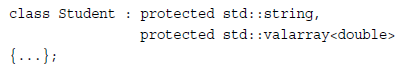 class Student : protected std::string,
                protected std::valarray<double>
{...};